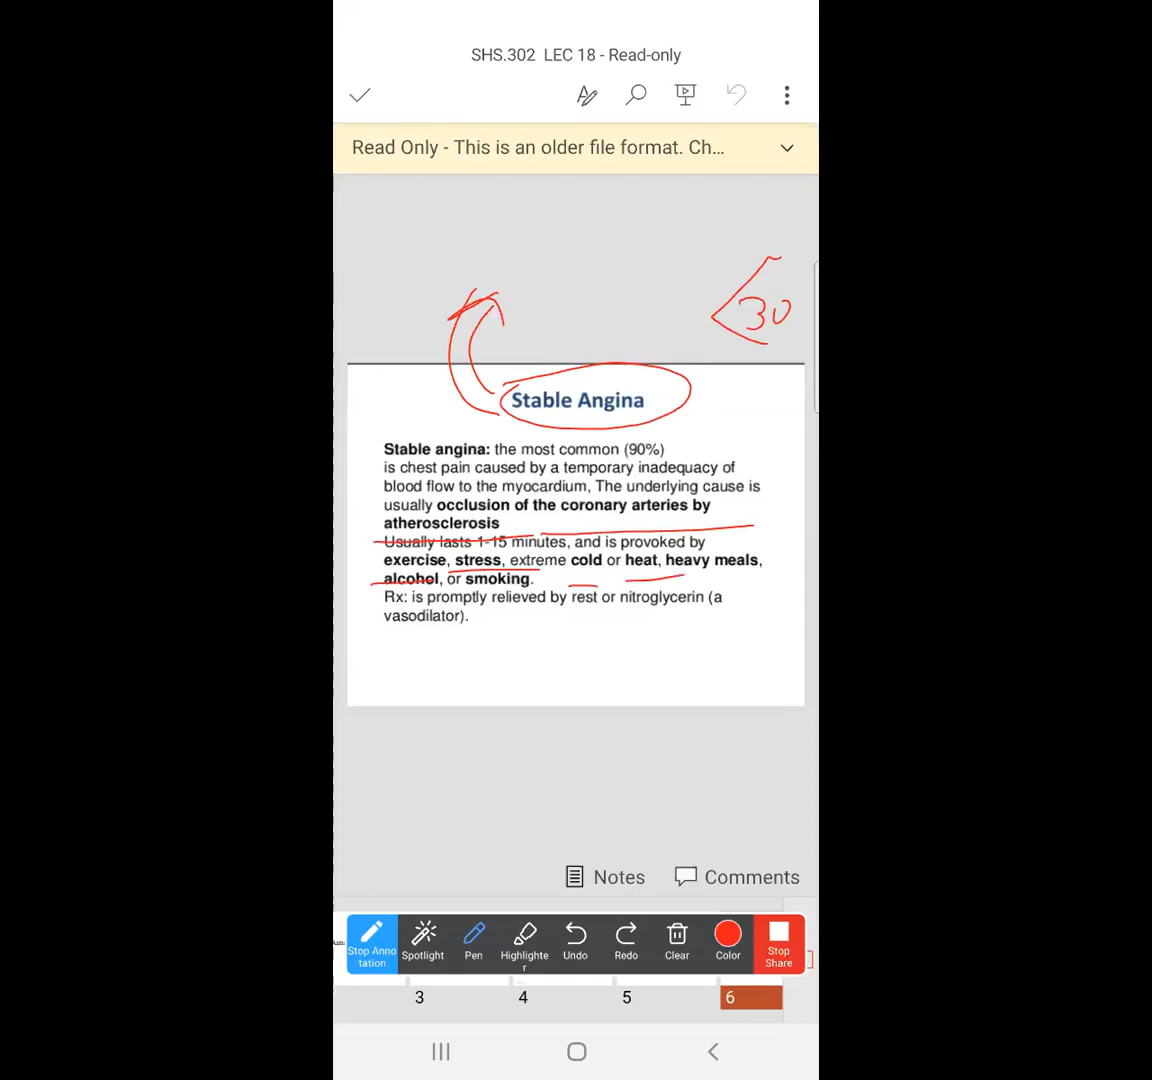 SHS.302 LEC 18 - Read-only
Read Only - This is an older file format. Ch...
30
Stable Angina
Stable angina: the most common (90%)
is chest pain caused by a temporary inadequacy of
blood flow to the myocardium, The underlying cause is
usually occlusion of the coronary arteries by
atherosclerosis
Usually lasts 1-15 minutes, and is provoked by
exercise, stress, extreme cold or heat, heavy meals,
alcohol, or smoking.
Rx: is promptly relieved by rest or nitroglycerin (a
vasodilator).
Notes Comments
Stop Anno
tation
Spotlight
Pen
Highlighte
r
Undo
Redo
Clear
Color
Stop
Share
3 4 5 6